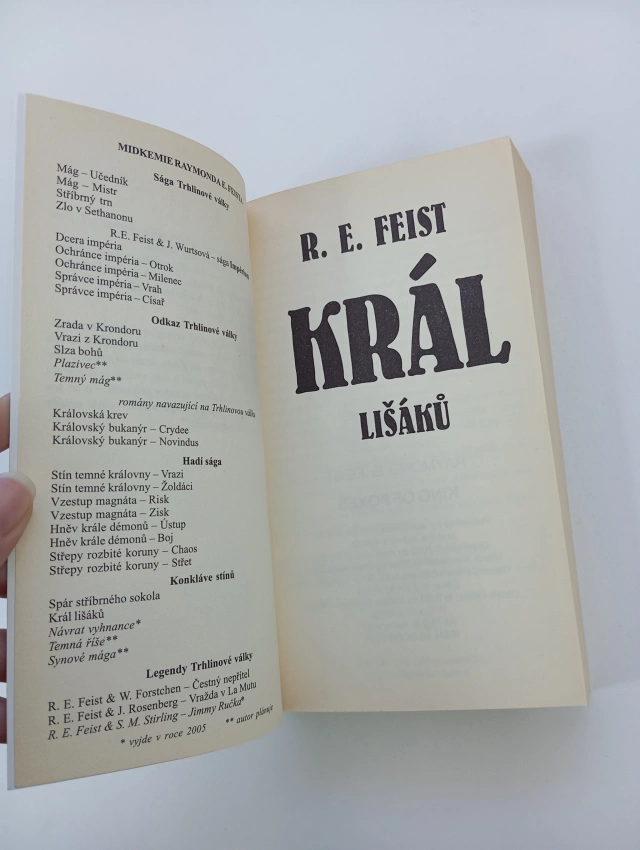 MIDKEMIE RAYMONDA E. FEISTA
Sága Trhlinové války
Mág – Učedník
Mág – Mistr
Stříbrný trn
Zlo v Sethanonu
R.E. Feist & J. Wurtsová – sága Impérium
Dcera impéria
Ochránce impéria – Otrok
Ochránce impéria – Milenec
Správce impéria – Vrah
Správce impéria – Císař
Odkaz Trhlinové války
Zrada v Krondoru
Vrazi z Krondoru
Slza bohů
Plazivec**
Temný mág**
romány navazující na Trhlinovou válku
Královská krev
Královský bukanýr – Crydee
Královský bukanýr – Novindus
Hadí sága
Stín temné královny – Vrazi
Stín temné královny – Žoldáci
Vzestup magnáta – Risk
Vzestup magnáta – Zisk
Hněv krále démonů – Ústup
Hněv krále démonů – Boj
Střepy rozbité koruny – Chaos
Střepy rozbité koruny – Střet
Konkláve stínů
Spár stříbrného sokola
Král lišáků
Návrat vyhnance*
Temná říše**
Synové mága**
Legendy Trhlinové války
R. E. Feist & W. Forstchen – Čestný nepřítel
R. E. Feist & J. Rosenberg – Vražda v La Mutu
R. E. Feist & S. M. Stirling – Jimmy Ručka*
* vyjde v roce 2005 ** autor plánuje
R. E. FEIST
KRÁL
LIŠÁKŮ